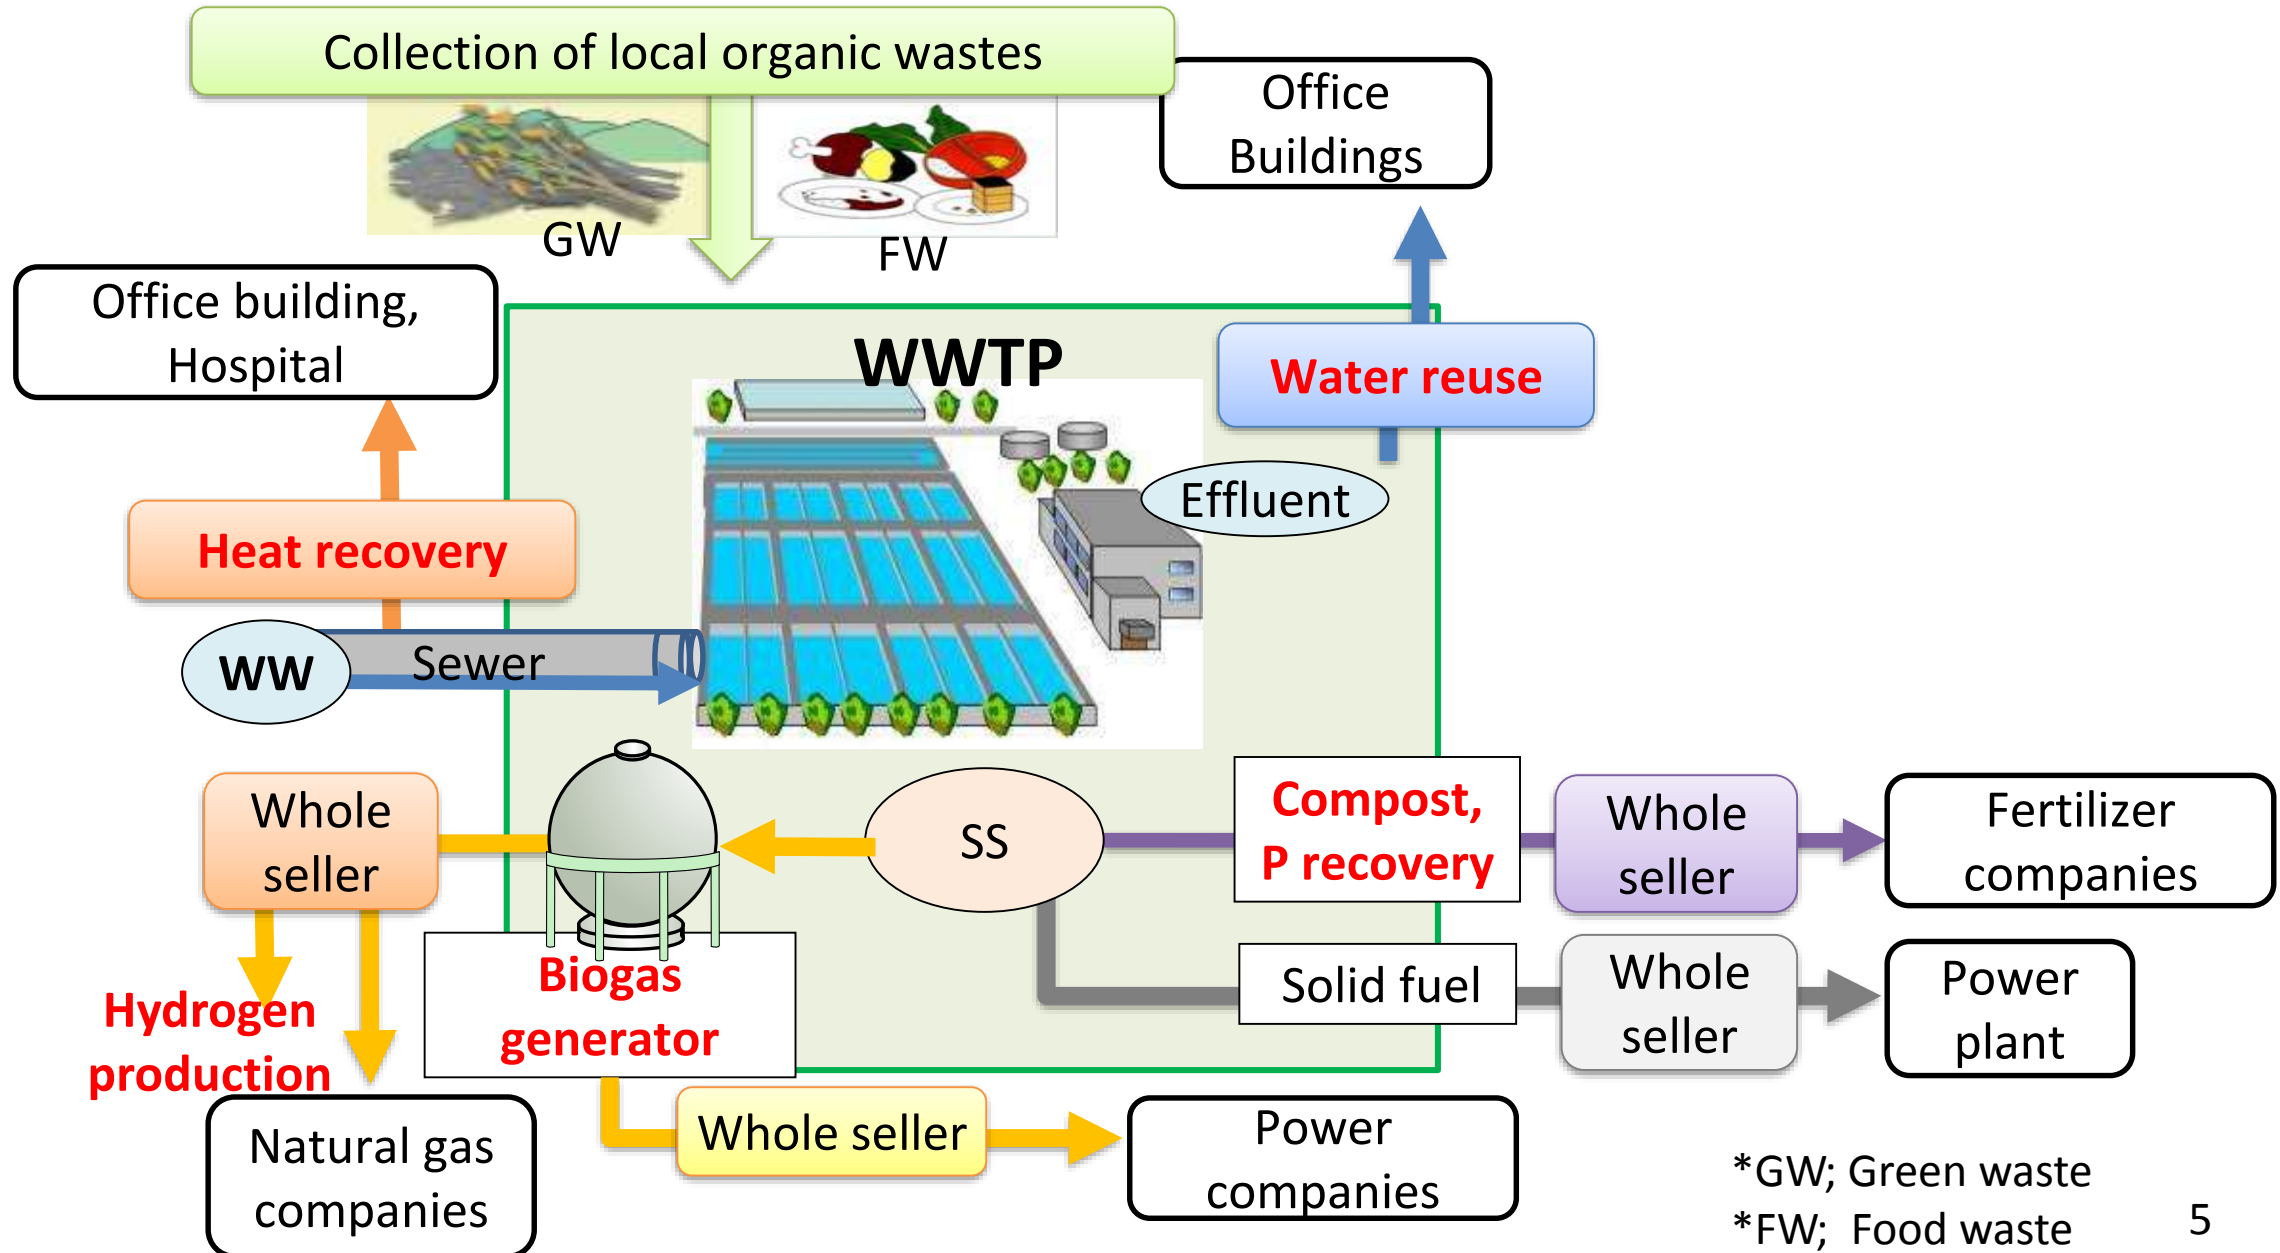 Collection of local organic wastes
Office
Buildings
GW
FW
Office building,
Hospital
WWTP
Water reuse
Effluent
Heat recovery
WW
Sewer
Whole
seller
SS
Compost,
P recovery
Whole
seller
Fertilizer
companies
Biogas
generator
Solid fuel
Whole
seller
Power
plant
Hydrogen
production
Natural gas
companies
Whole seller
Power
companies
*GW; Green waste
*FW; Food waste
5